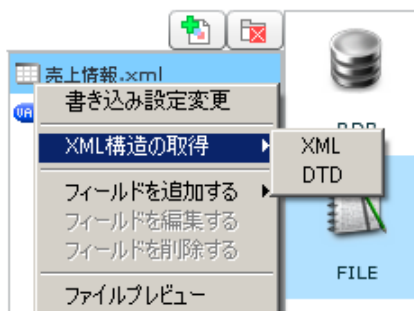 売上情報.xml
書き込み設定変更
XML構造の取得
XML
DTD
フィールドを追加する
フィールドを編集する
フィールドを削除する
ファイルプレビュー
FILE